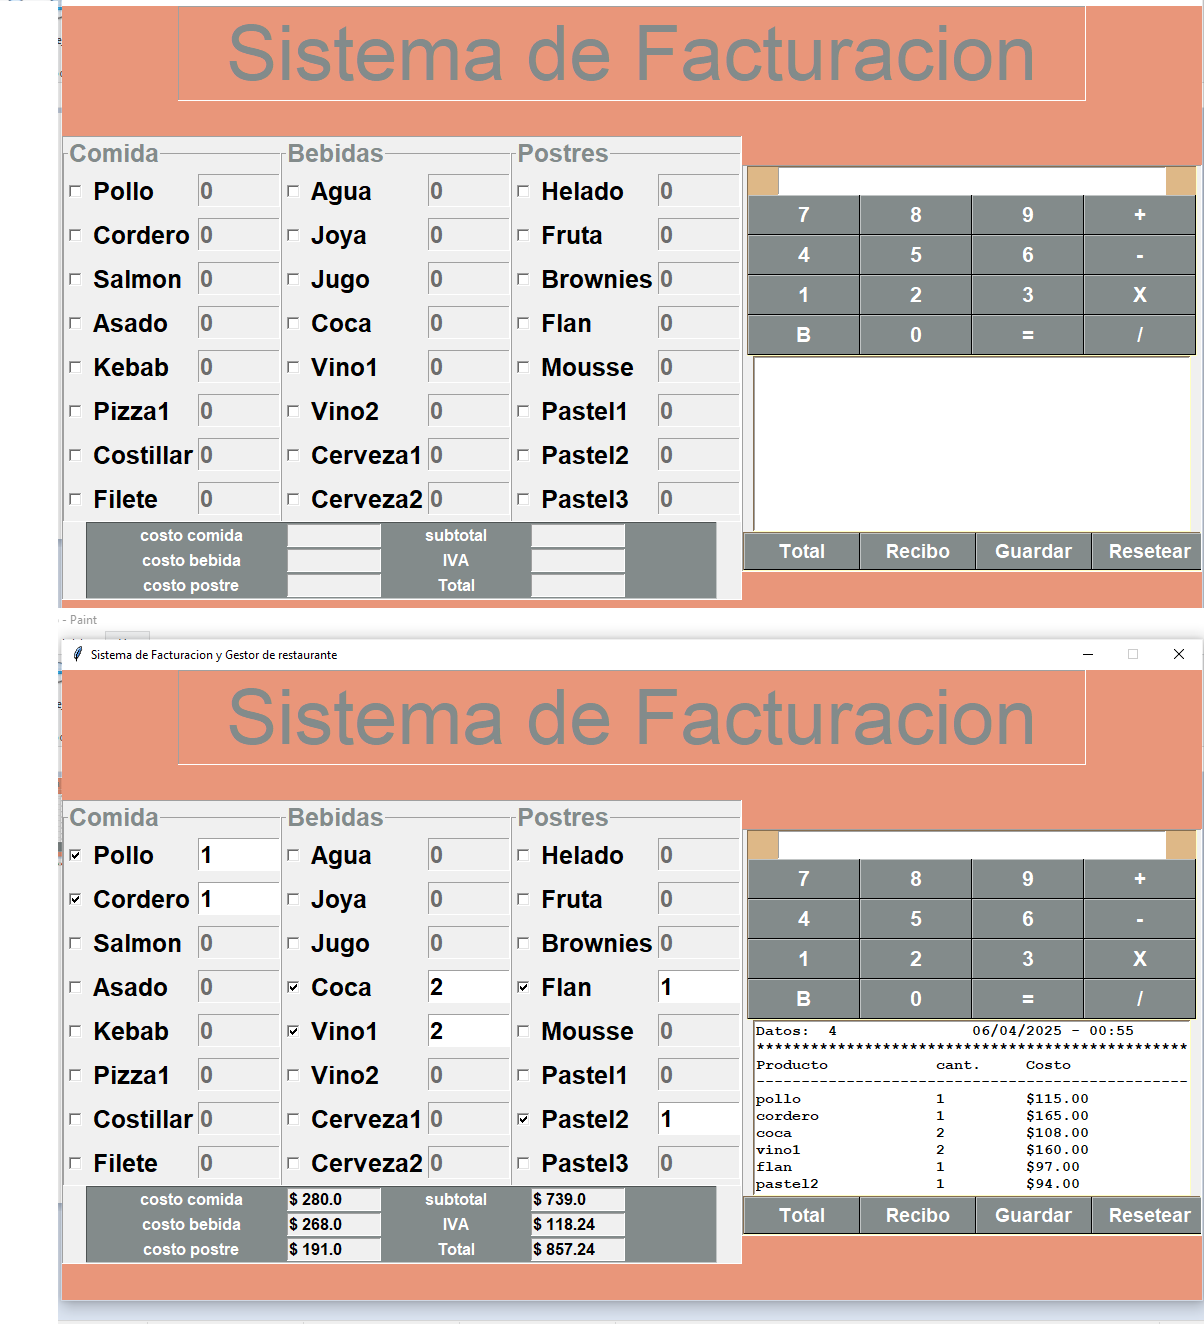 Sistema de Facturacion
Comida Bebidas Postres
Pollo 0 Agua 0 Helado 0
Cordero 0 Joya 0 Fruta 0
Salmon 0 Jugo 0 Brownies 0
Asado 0 Coca 0 Flan 0
Kebab 0 Vino1 0 Mousse 0
Pizza1 0 Vino2 0 Pastel1 0
Costillar 0 Cerveza1 0 Pastel2 0
Filete 0 Cerveza2 0 Pastel3 0
costo comida subtotal
costo bebida IVA
costo postre Total
7 8 9 +
4 5 6 -
1 2 3 X
B 0 = /
Total Recibo Guardar Resetear
- Paint
Sistema de Facturacion y Gestor de restaurante
Sistema de Facturacion
Comida Bebidas Postres
Pollo 1 Agua 0 Helado 0
Cordero 1 Joya 0 Fruta 0
Salmon 0 Jugo 0 Brownies 0
Asado 0 Coca 2 Flan 1
Kebab 0 Vino1 2 Mousse 0
Pizza1 0 Vino2 0 Pastel1 0
Costillar 0 Cerveza1 0 Pastel2 1
Filete 0 Cerveza2 0 Pastel3 0
costo comida $ 280.0 subtotal $ 739.0
costo bebida $ 268.0 IVA $ 118.24
costo postre $ 191.0 Total $ 857.24
7 8 9 +
4 5 6 -
1 2 3 X
B 0 = /
Datos: 4 06/04/2025 - 00:55
************************************************
Producto cant. Costo
------------------------------------------------
pollo 1 $115.00
cordero 1 $165.00
coca 2 $108.00
vino1 2 $160.00
flan 1 $97.00
pastel2 1 $94.00
Total Recibo Guardar Resetear